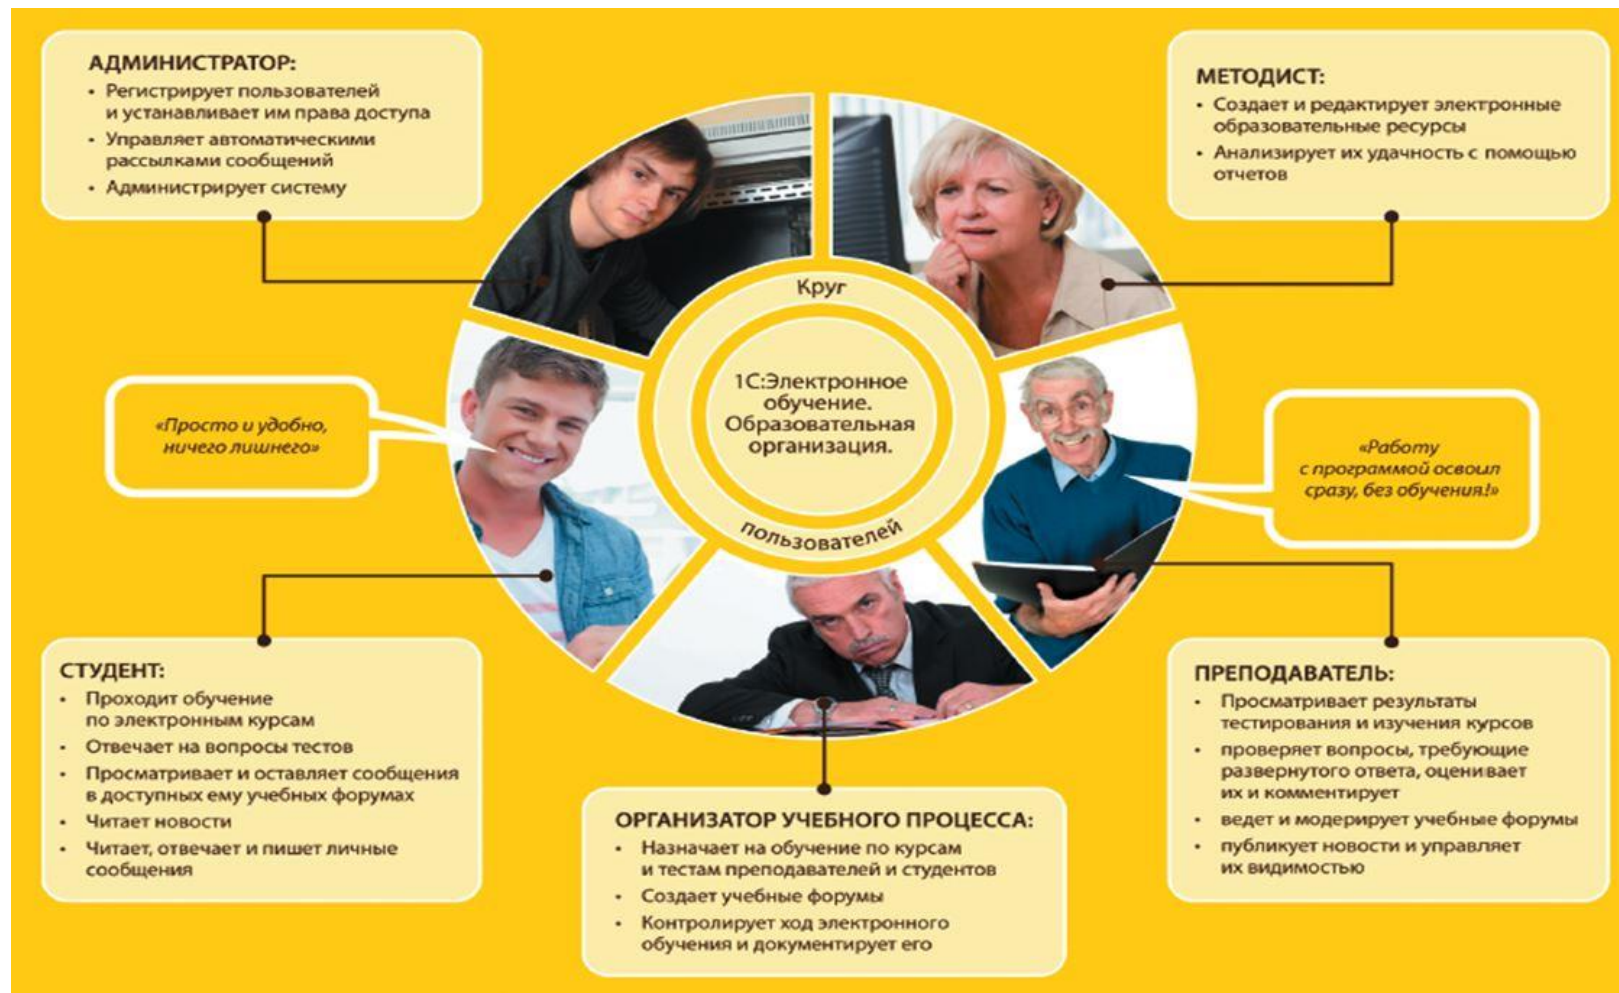 АДМИНИСТРАТОР:
• Регистрирует пользователей
и устанавливает им права доступа
• Управляет автоматическими
рассылками сообщений
• Администрирует систему
МЕТОДИСТ:
• Создает и редактирует электронные
образовательные ресурсы
• Анализирует их удачность с помощью
отчетов
Круг
1С:Электронное
обучение.
Образовательная
организация.
пользователей
«Просто и удобно,
ничего лишнего»
«Работу
с программой освоил
сразу, без обучения!»
СТУДЕНТ:
• Проходит обучение
по электронным курсам
• Отвечает на вопросы тестов
• Просматривает и оставляет сообщения
в доступных ему учебных форумах
• Читает новости
• Читает, отвечает и пишет личные
сообщения
ОРГАНИЗАТОР УЧЕБНОГО ПРОЦЕССА:
• Назначает на обучение по курсам
и тестам преподавателей и студентов
• Создает учебные форумы
• Контролирует ход электронного
обучения и документирует его
ПРЕПОДАВАТЕЛЬ:
• Просматривает результаты
тестирования и изучения курсов
• проверяет вопросы, требующие
развернутого ответа, оценивает
их и комментирует
• ведет и модерирует учебные форумы
• публикует новости и управляет
их видимостью